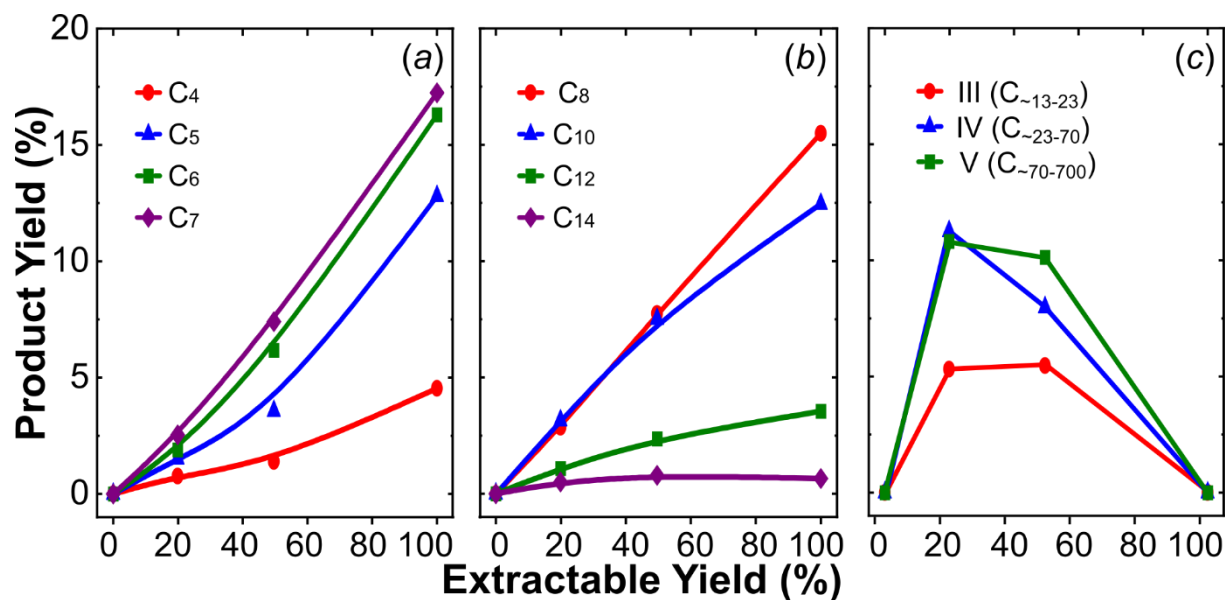 Product Yield (%)
20
15
10
5
0
(a)
C4
C5
C6
C7
0 20 40 60 80 100
(b)
C8
C10
C12
C14
0 20 40 60 80 100
(c)
III (C~13-23)
IV (C~23-70)
V (C~70-700)
0 20 40 60 80 100
Extractable Yield (%)